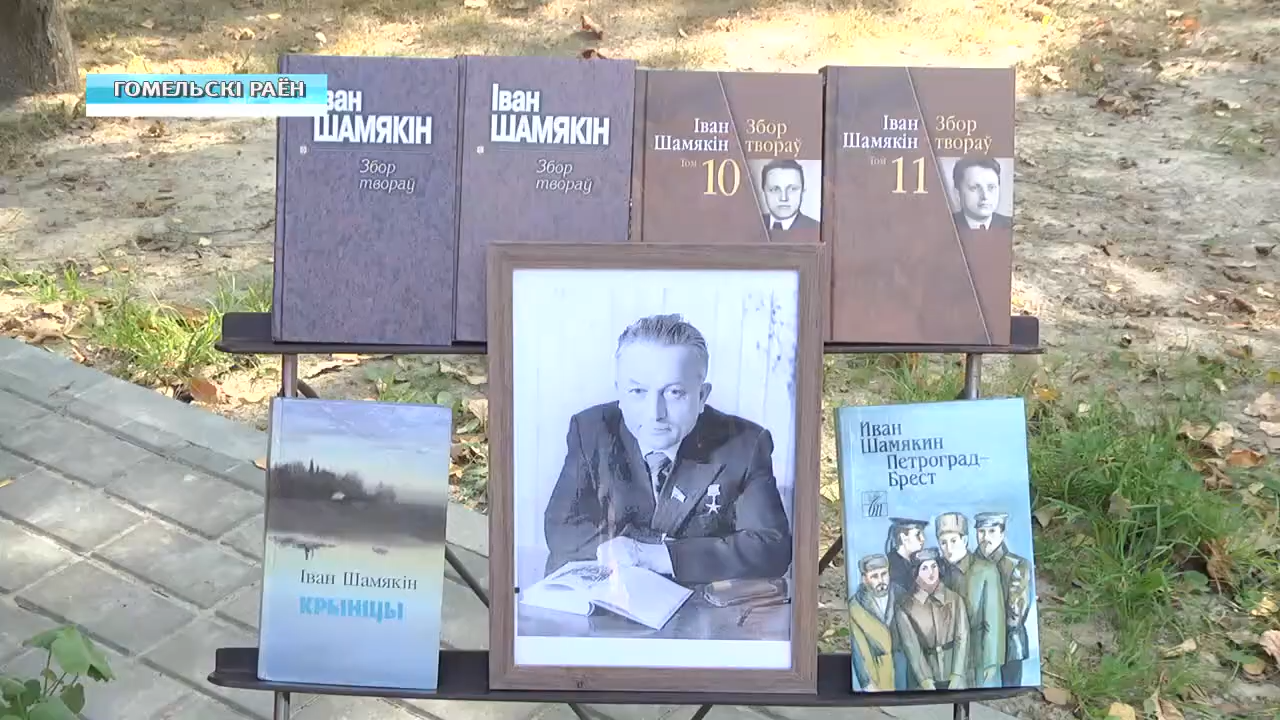 ГОМЕЛЬСКІ РАЁН
Іван
ШАМЯКІН
Збор
твораў
Іван
ШАМЯКІН
Збор
твораў
Іван
Шамякін
Том 10
Збор
твораў
Іван
Шамякін
Том 11
Збор
твораў
Іван Шамякін
КРЫНІЦЫ
Иван
Шамякин
Петроград–
Брест